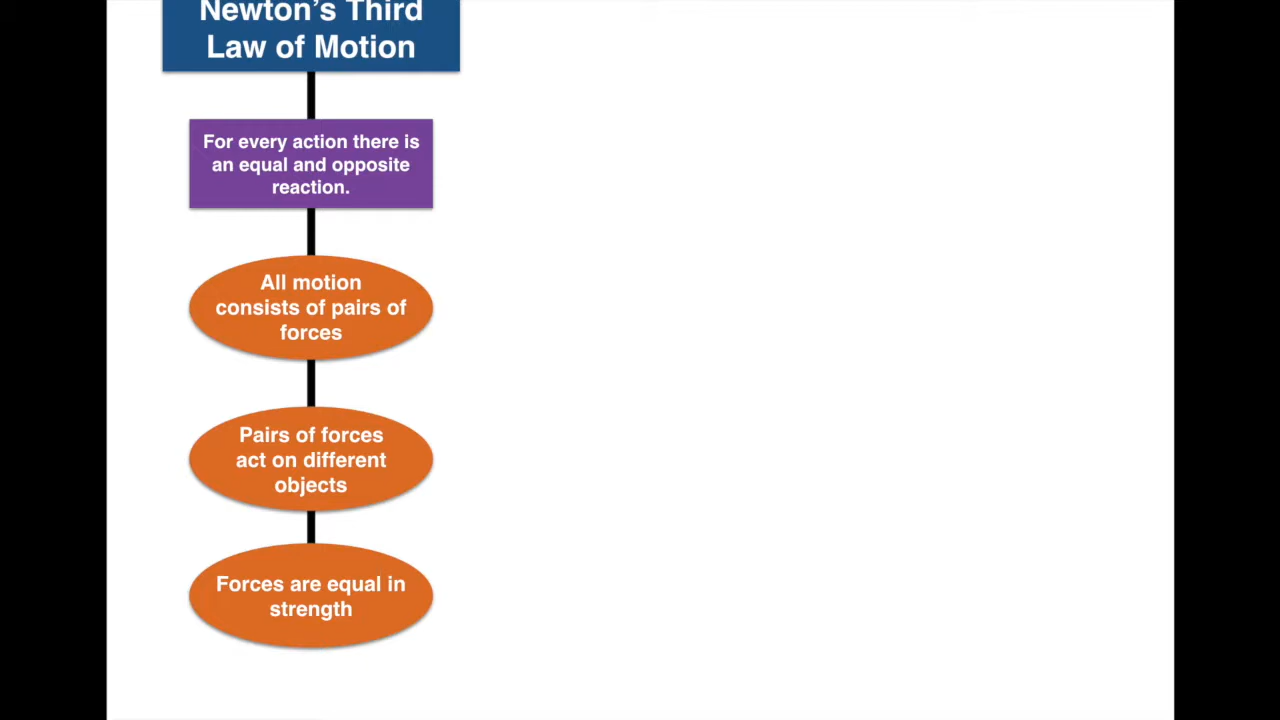 Newton’s Third
Law of Motion
For every action there is
an equal and opposite
reaction.
All motion
consists of pairs of
forces
Pairs of forces
act on different
objects
Forces are equal in
strength